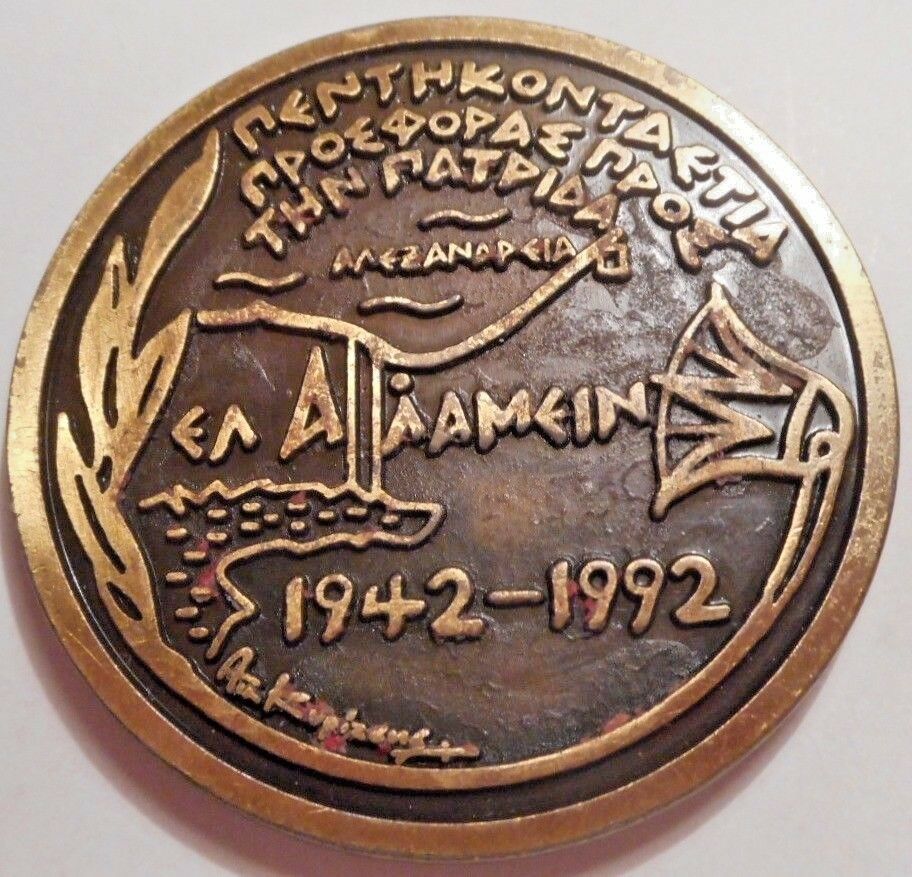 ΠΕΝΤΗΚΟΝΤΑΕΤΙΑ
ΠΡΟΣΦΟΡΑΣ ΠΡΟΣ
ΤΗΝ ΠΑΤΡΙΔΑ
ΑΛΕΞΑΝΔΡΕΙΑ
ΕΛ ΑΛΑΜΕΙΝ
1942-1992